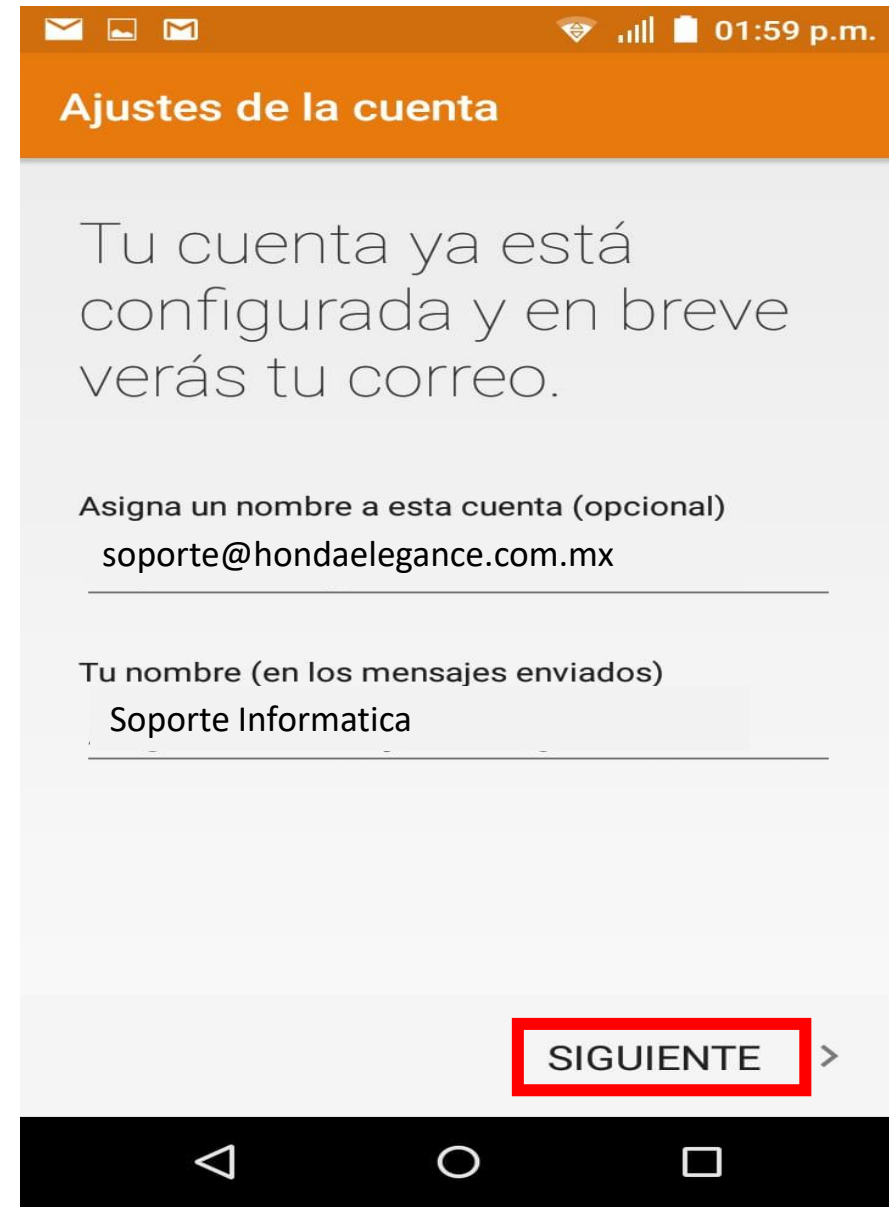 01:59 p.m.
Ajustes de la cuenta
Tu cuenta ya está
configurada y en breve
verás tu correo.
Asigna un nombre a esta cuenta (opcional)
soporte@hondaelegance.com.mx
Tu nombre (en los mensajes enviados)
Soporte Informatica
SIGUIENTE >